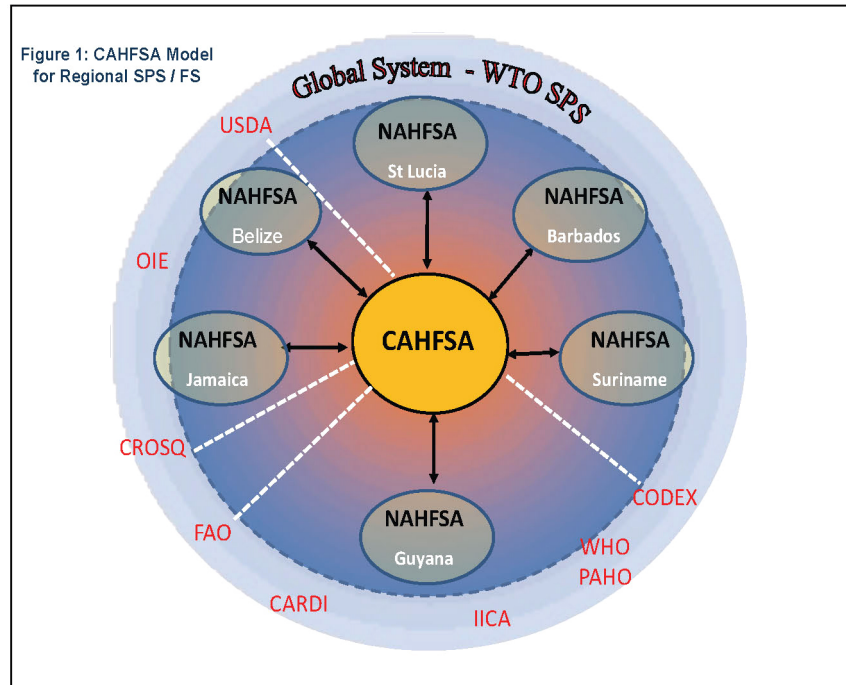 Figure 1: CAHFSA Model
for Regional SPS / FS
Global System - WTO SPS
USDA
NAHFSA
St Lucia
NAHFSA
Belize
NAHFSA
Barbados
OIE
CAHFSA
NAHFSA
Jamaica
NAHFSA
Suriname
CROSQ
CODEX
FAO
NAHFSA
Guyana
WHO
PAHO
CARDI
IICA